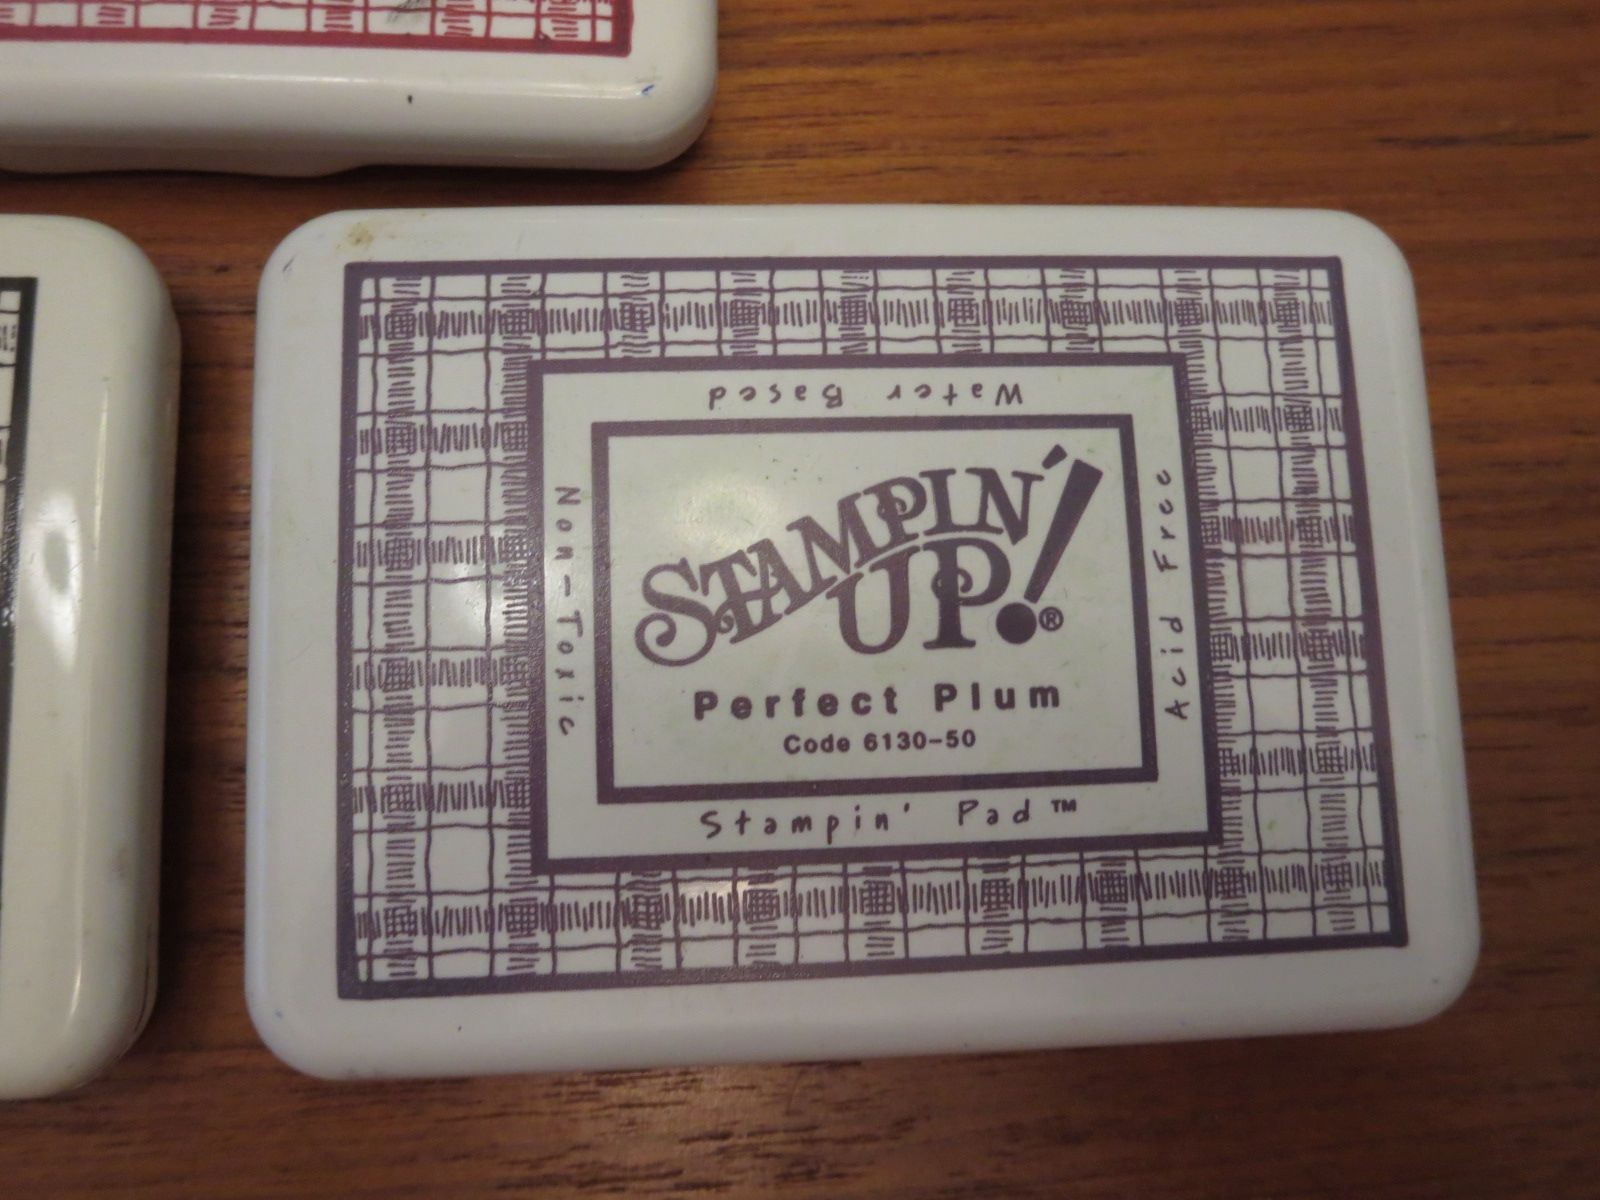 Water Based
Non-Toxic
STAMPIN'
UP!®
Perfect Plum
Code 6130-50
Acid Free
Stampin' Pad™